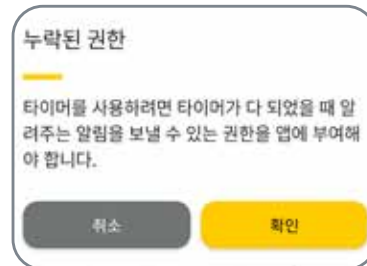 누락된 권한
타이머를 사용하려면 타이머가 다 되었을 때 알
려주는 알림을 보낼 수 있는 권한을 앱에 부여해
야 합니다.
취소
확인